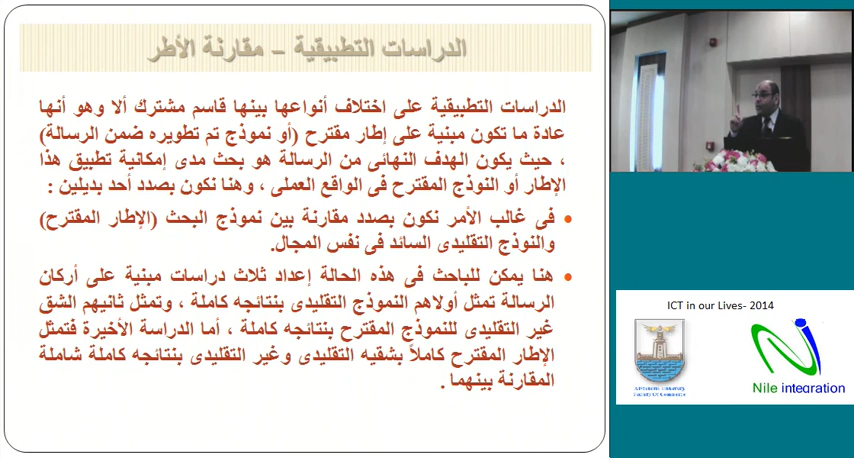 الدراسات التطبيقية – مقارنة الأطر
الدراسات التطبيقية على اختلاف أنواعها بينها قاسم مشترك ألا وهو أنها
عادة ما تكون مبنية على إطار مقترح (أو نموذج تم تطويره ضمن الرسالة)
، حيث يكون الهدف النهائى من الرسالة هو بحث مدى إمكانية تطبيق هذا
الإطار أو النوذج المقترح فى الواقع العملى ، وهنا نكون بصدد أحد بديلين :
• فى غالب الأمر نكون بصدد مقارنة بين نموذج البحث (الإطار المقترح)
والنوذج التقليدى السائد فى نفس المجال.
• هنا يمكن للباحث فى هذه الحالة إعداد ثلاث دراسات مبنية على أركان
الرسالة تمثل أولاهم النموذج التقليدى بنتائجه كاملة ، وتمثل ثانيهم الشق
غير التقليدى للنموذج المقترح بنتائجه كاملة ، أما الدراسة الأخيرة فتمثل
الإطار المقترح كاملاً بشقيه التقليدى وغير التقليدى بنتائجه كاملة شاملة
المقارنة بينهما .
ICT in our Lives- 2014
Alexandria University
Faculty Of Commerce
Nile integration